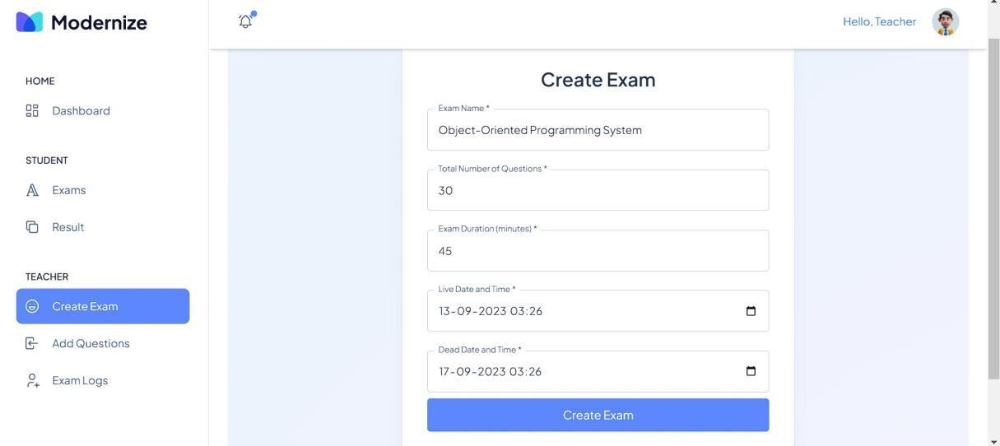 Modernize
Hello, Teacher
HOME
Dashboard
STUDENT
Exams
Result
TEACHER
Create Exam
Add Questions
Exam Logs
Create Exam
Exam Name *
Object-Oriented Programming System
Total Number of Questions *
30
Exam Duration (minutes) *
45
Live Date and Time *
13-09-2023 03:26
Dead Date and Time *
17-09-2023 03:26
Create Exam